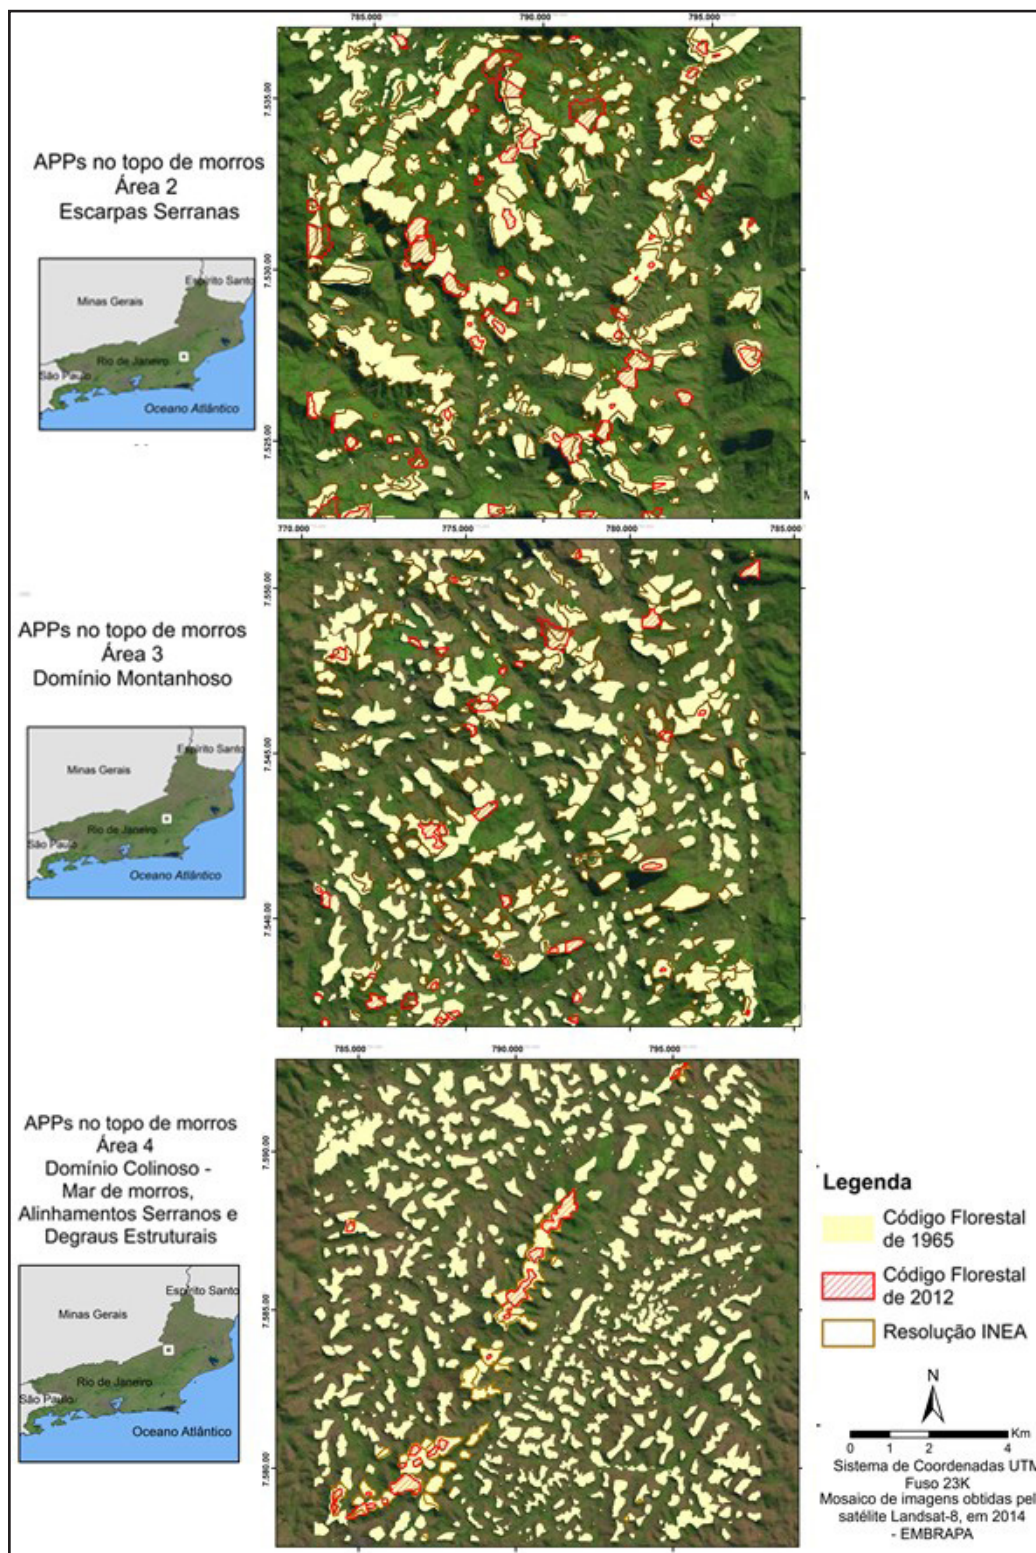 785.000
790.000
795.000
7.535.00
7.530.00
7.525.00
APPs no topo de morros
Área 2
Escarpas Serranas
Espírito Santo
Minas Gerais
Rio de Janeiro
São Paulo
Oceano Atlântico
770.000
775.000
780.000
785.000
7.550.00
7.545.00
7.540.00
APPs no topo de morros
Área 3
Domínio Montanhoso
Espírito Santo
Minas Gerais
Rio de Janeiro
São Paulo
Oceano Atlântico
785.000
790.000
795.000
7.590.00
7.585.00
7.580.00
APPs no topo de morros
Área 4
Domínio Colinoso -
Mar de morros,
Alinhamentos Serranos e
Degraus Estruturais
Espírito Santo
Minas Gerais
Rio de Janeiro
São Paulo
Oceano Atlântico
Legenda
Código Florestal
de 1965
Código Florestal
de 2012
Resolução INEA
N
Km
0 1 2 4
Sistema de Coordenadas UTM
Fuso 23K
Mosaico de imagens obtidas pel
satélite Landsat-8, em 2014
- EMBRAPA